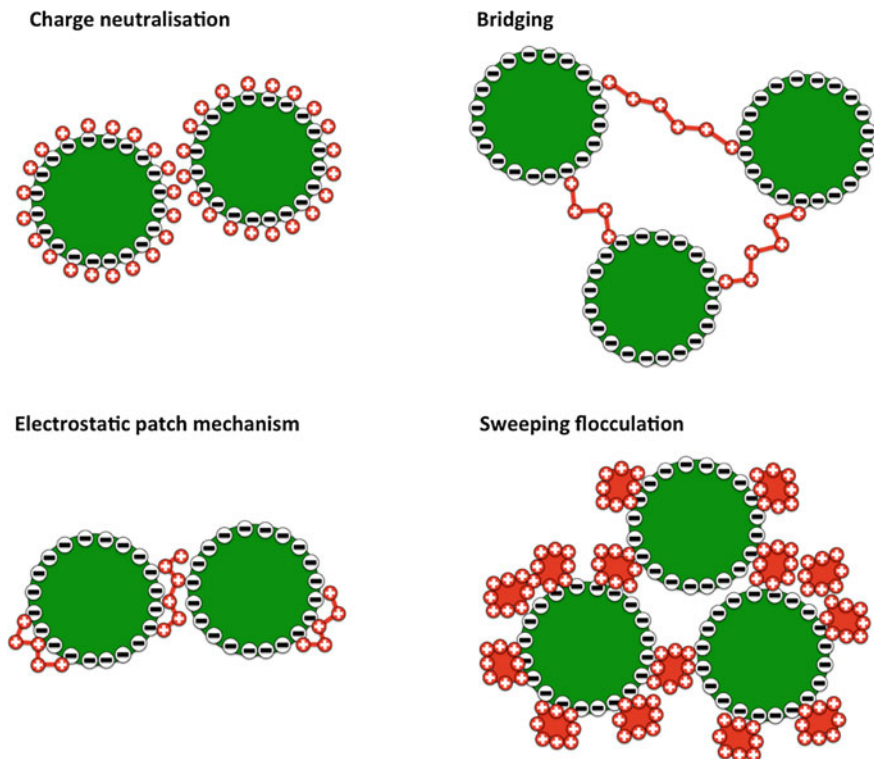 Charge neutralisation
Bridging
Electrostatic patch mechanism
Sweeping flocculation